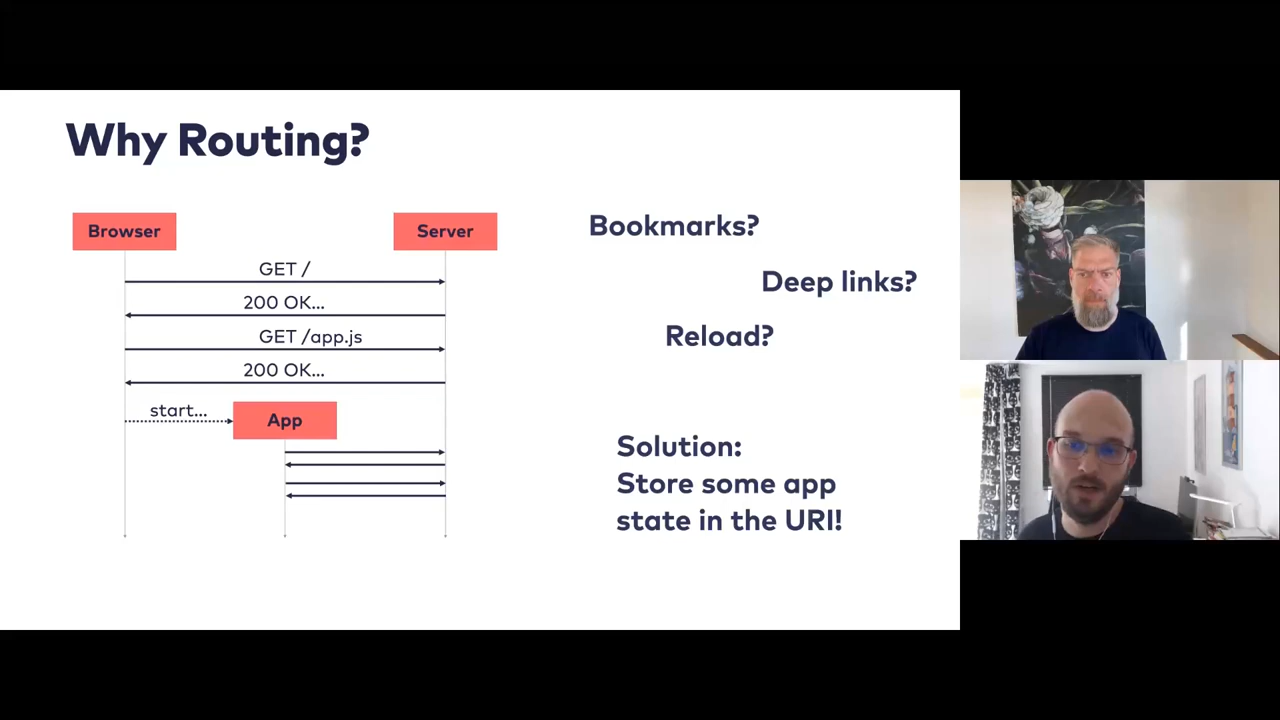 Why Routing?
Browser
Server
GET /
200 OK...
GET /app.js
200 OK...
start...
App
Bookmarks?
Deep links?
Reload?
Solution:
Store some app
state in the URI!